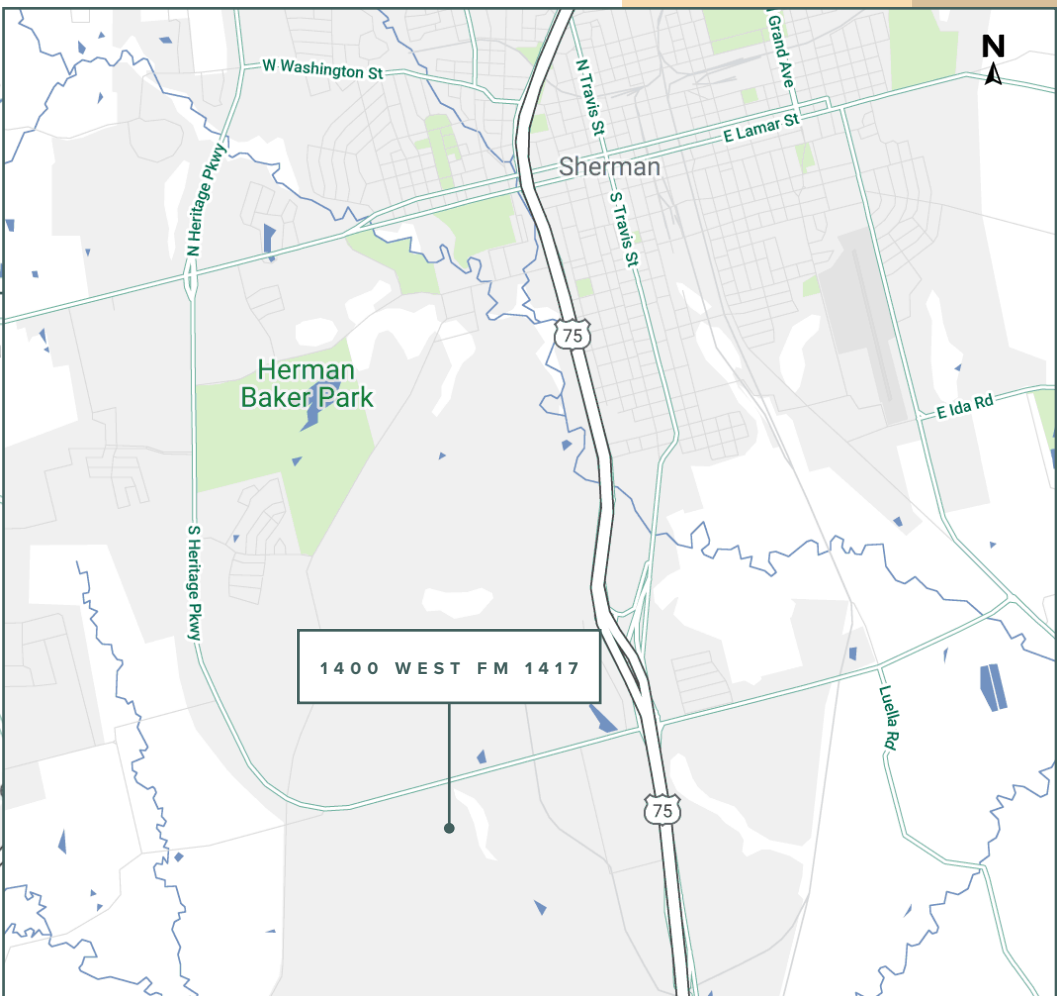 N
Grand Ave
W Washington St
N Travis St
E Lamar St
Sherman
N Heritage Pkwy
S Travis St
75
Herman
Baker Park
E Ida Rd
S Heritage Pkwy
1400 WEST FM 1417
Luella Rd
75